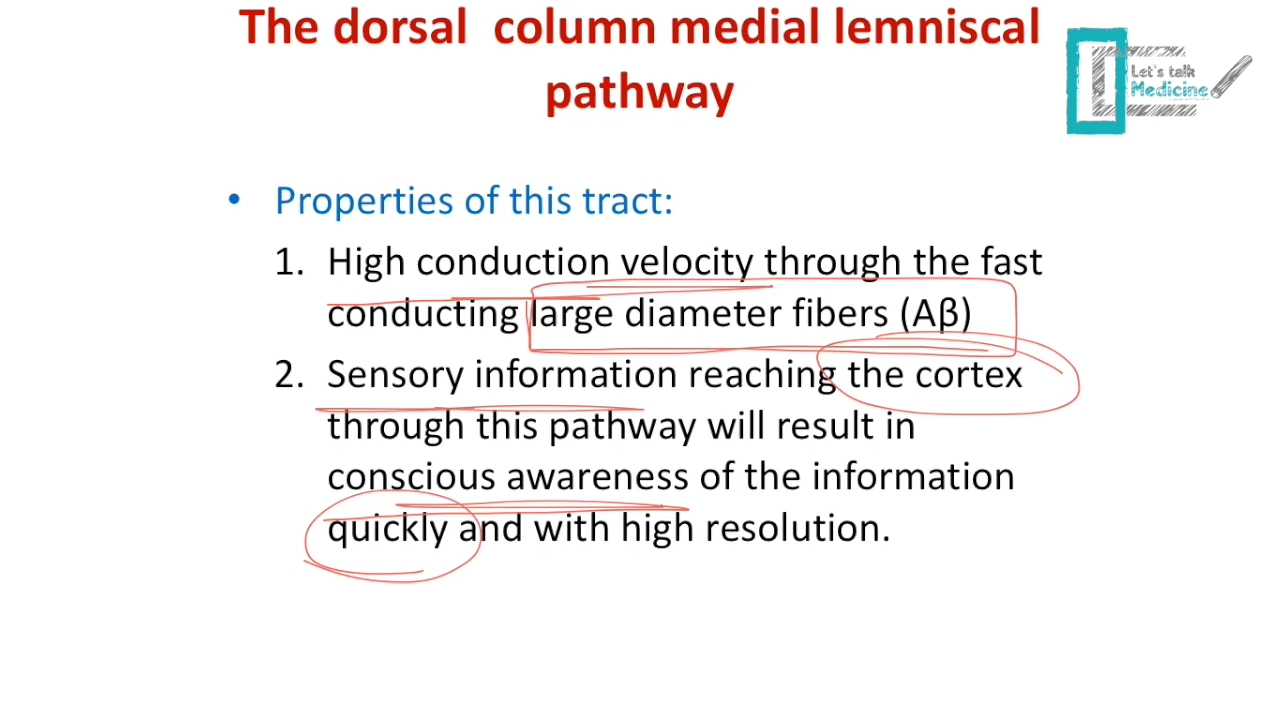 The dorsal column medial lemniscal
pathway
Let's talk
Medicine
• Properties of this tract:
1. High conduction velocity through the fast
conducting large diameter fibers (Aβ)
2. Sensory information reaching the cortex
through this pathway will result in
conscious awareness of the information
quickly and with high resolution.